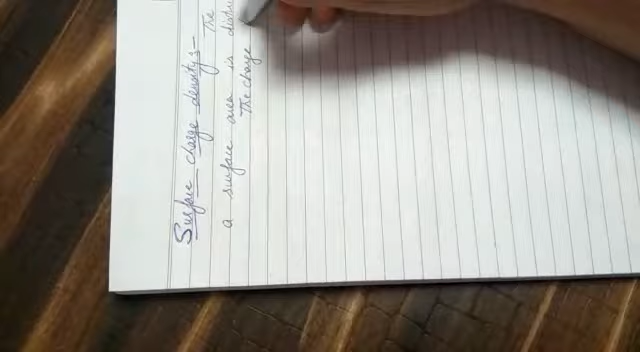 Surface charge density:- The
a surface area is distri
The charge